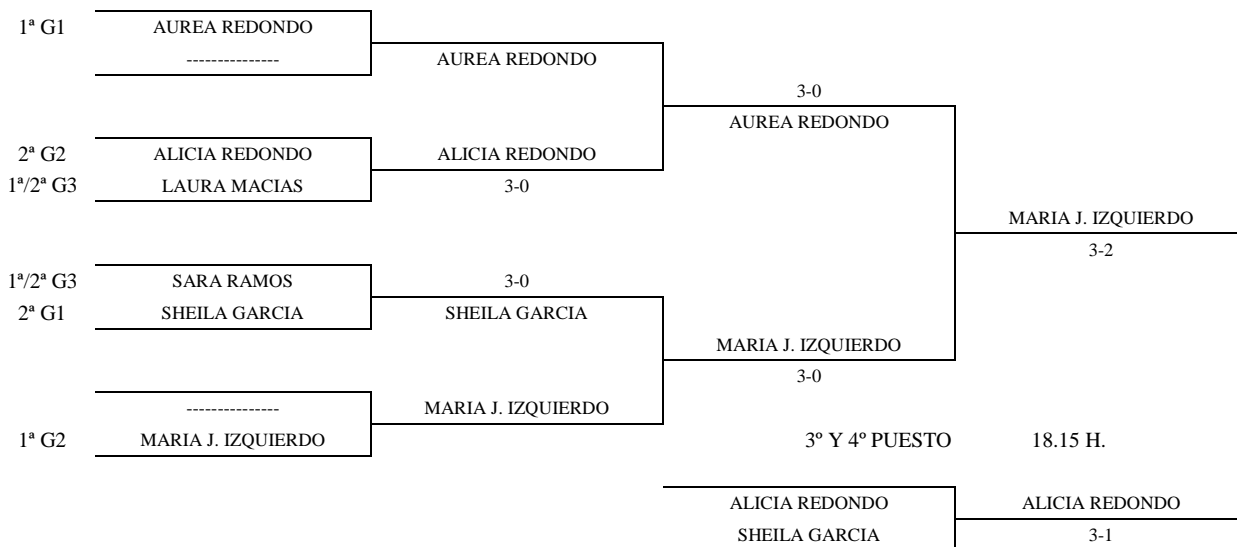 1ª G1 AUREA REDONDO
--------------- AUREA REDONDO
3-0
AUREA REDONDO
2ª G2 ALICIA REDONDO ALICIA REDONDO
1ª/2ª G3 LAURA MACIAS 3-0
MARIA J. IZQUIERDO
3-2
1ª/2ª G3 SARA RAMOS 3-0
2ª G1 SHEILA GARCIA SHEILA GARCIA
MARIA J. IZQUIERDO
3-0
--------------- MARIA J. IZQUIERDO
1ª G2 MARIA J. IZQUIERDO 3º Y 4º PUESTO 18.15 H.
ALICIA REDONDO ALICIA REDONDO
SHEILA GARCIA 3-1